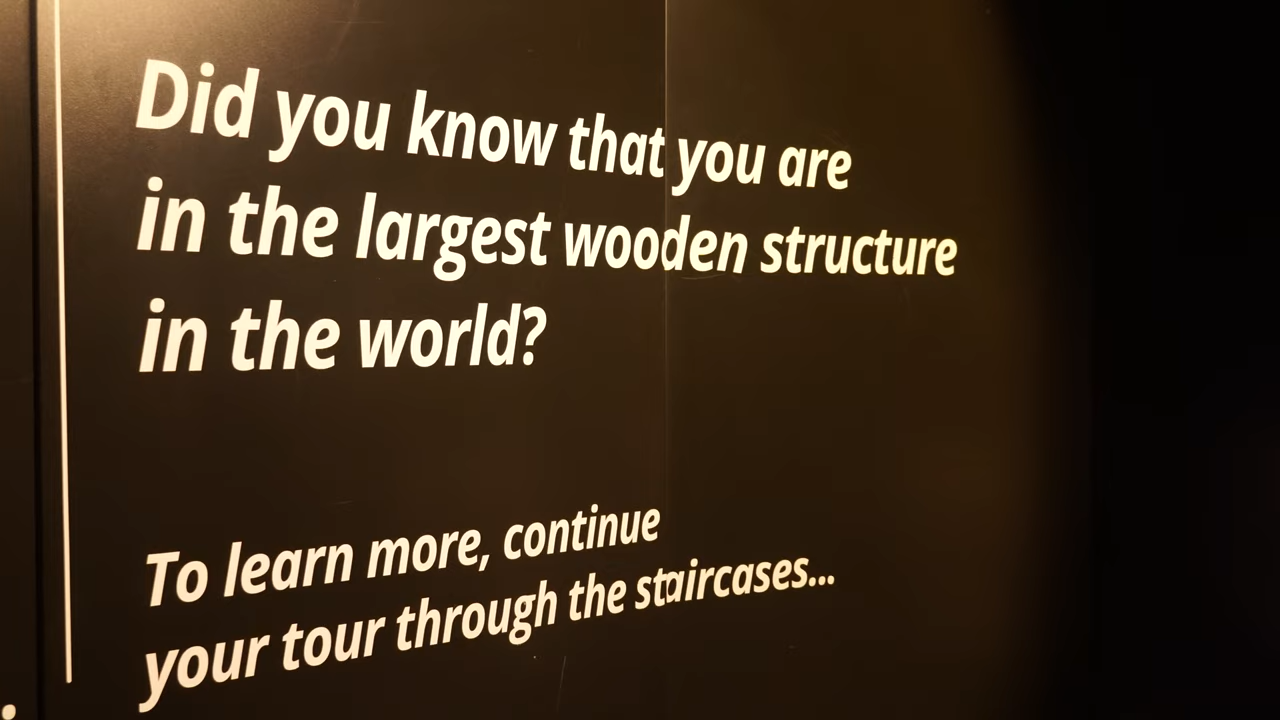 Did you know that you are
in the largest wooden structure
in the world?
To learn more, continue
your tour through the staircases...